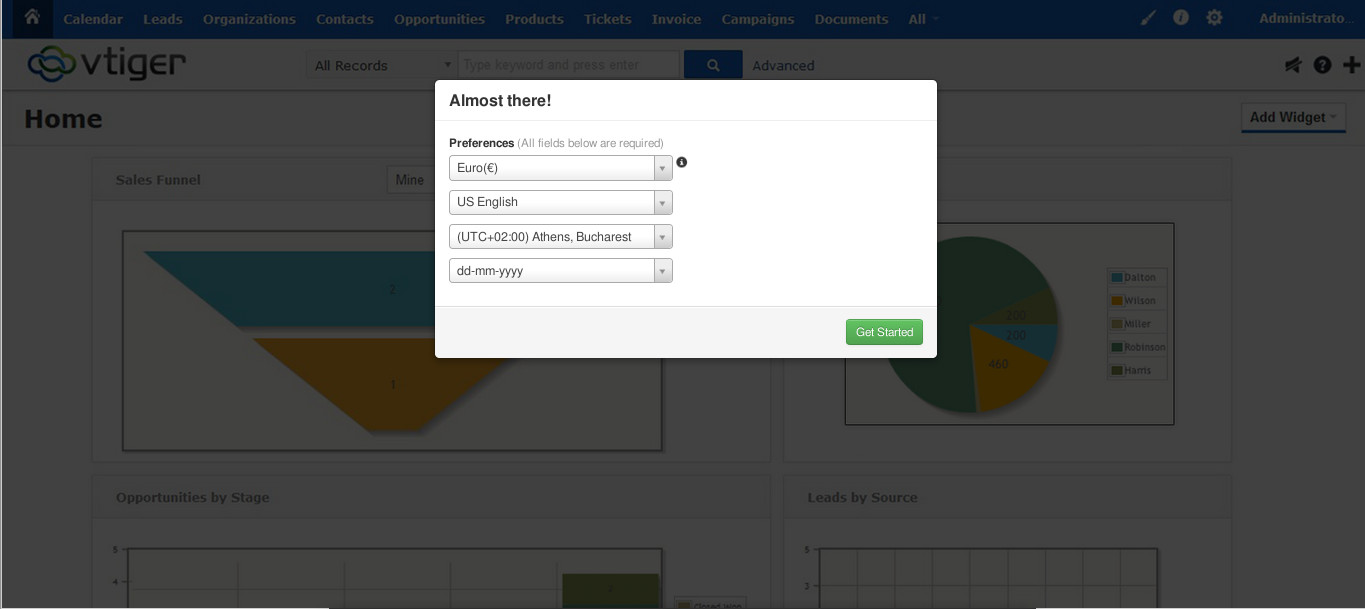 Calendar Leads Organizations Contacts Opportunities Products Tickets Invoice Campaigns Documents All Administrato...
vtiger All Records Type keyword and press enter Advanced
Almost there!
Home Add Widget
Preferences (All fields below are required)
Euro(€)
Sales Funnel Mine
US English
(UTC+02:00) Athens, Bucharest
dd-mm-yyyy
Get Started
2
1
200
200
460
Dalton
Wilson
Miller
Robinson
Harris
Opportunities by Stage Leads by Source
5 5
4 3